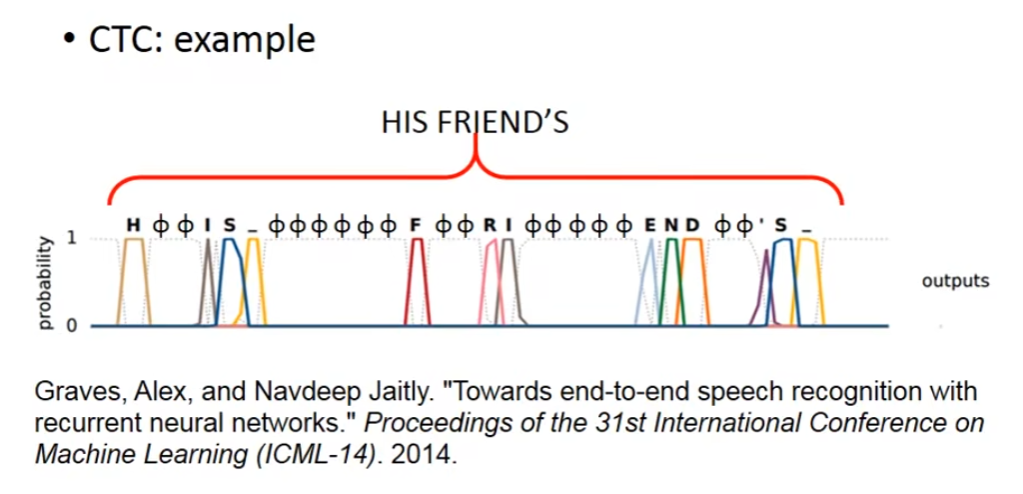 • CTC: example
HIS FRIEND'S
H ϕ ϕ I S _ ϕ ϕ ϕ ϕ ϕ ϕ F ϕ ϕ R I ϕ ϕ ϕ ϕ ϕ E N D ϕ ϕ ' S _
1
probability
0
outputs
Graves, Alex, and Navdeep Jaitly. "Towards end-to-end speech recognition with
recurrent neural networks." Proceedings of the 31st International Conference on
Machine Learning (ICML-14). 2014.